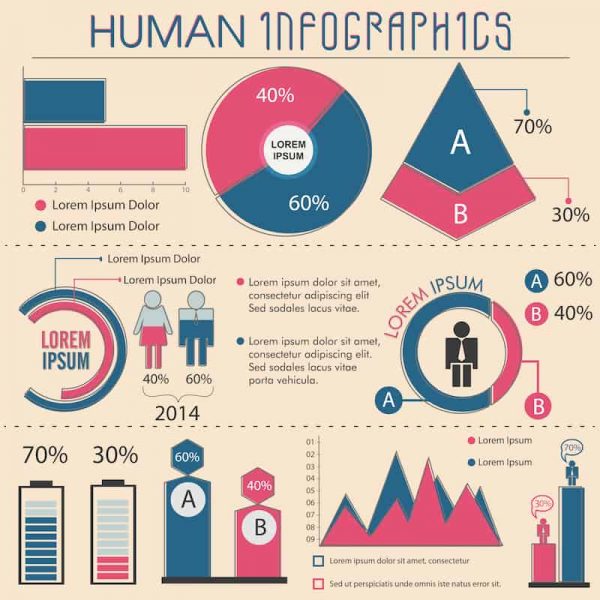 HUMAN INFOGRAPHICS
0 2 4 6 8 10
Lorem Ipsum Dolor
Lorem Ipsum Dolor
40%
LOREM
IPSUM
60%
A
70%
B
30%
Lorem Ipsum Dolor
Lorem Ipsum Dolor
LOREM
IPSUM
40% 60%
2014
Lorem ipsum dolor sit amet,
consectetur adipiscing elit
Sed sodales lacus vitae.
Lorem ipsum dolor sit amet,
consectetur adipiscing elit.
Sed sodales lacus vitae
porta vehicula.
LOREM IPSUM
A
B
A 60%
B 40%
70%
30%
60%
A
40%
B
01
02
03
04
05
06
07
08
09
Lorem Ipsum
Lorem Ipsum
Lorem ipsum dolor sit amet, consectetur
Sed ut perspiciatis unde omnis iste natus error sit.
30%
70%